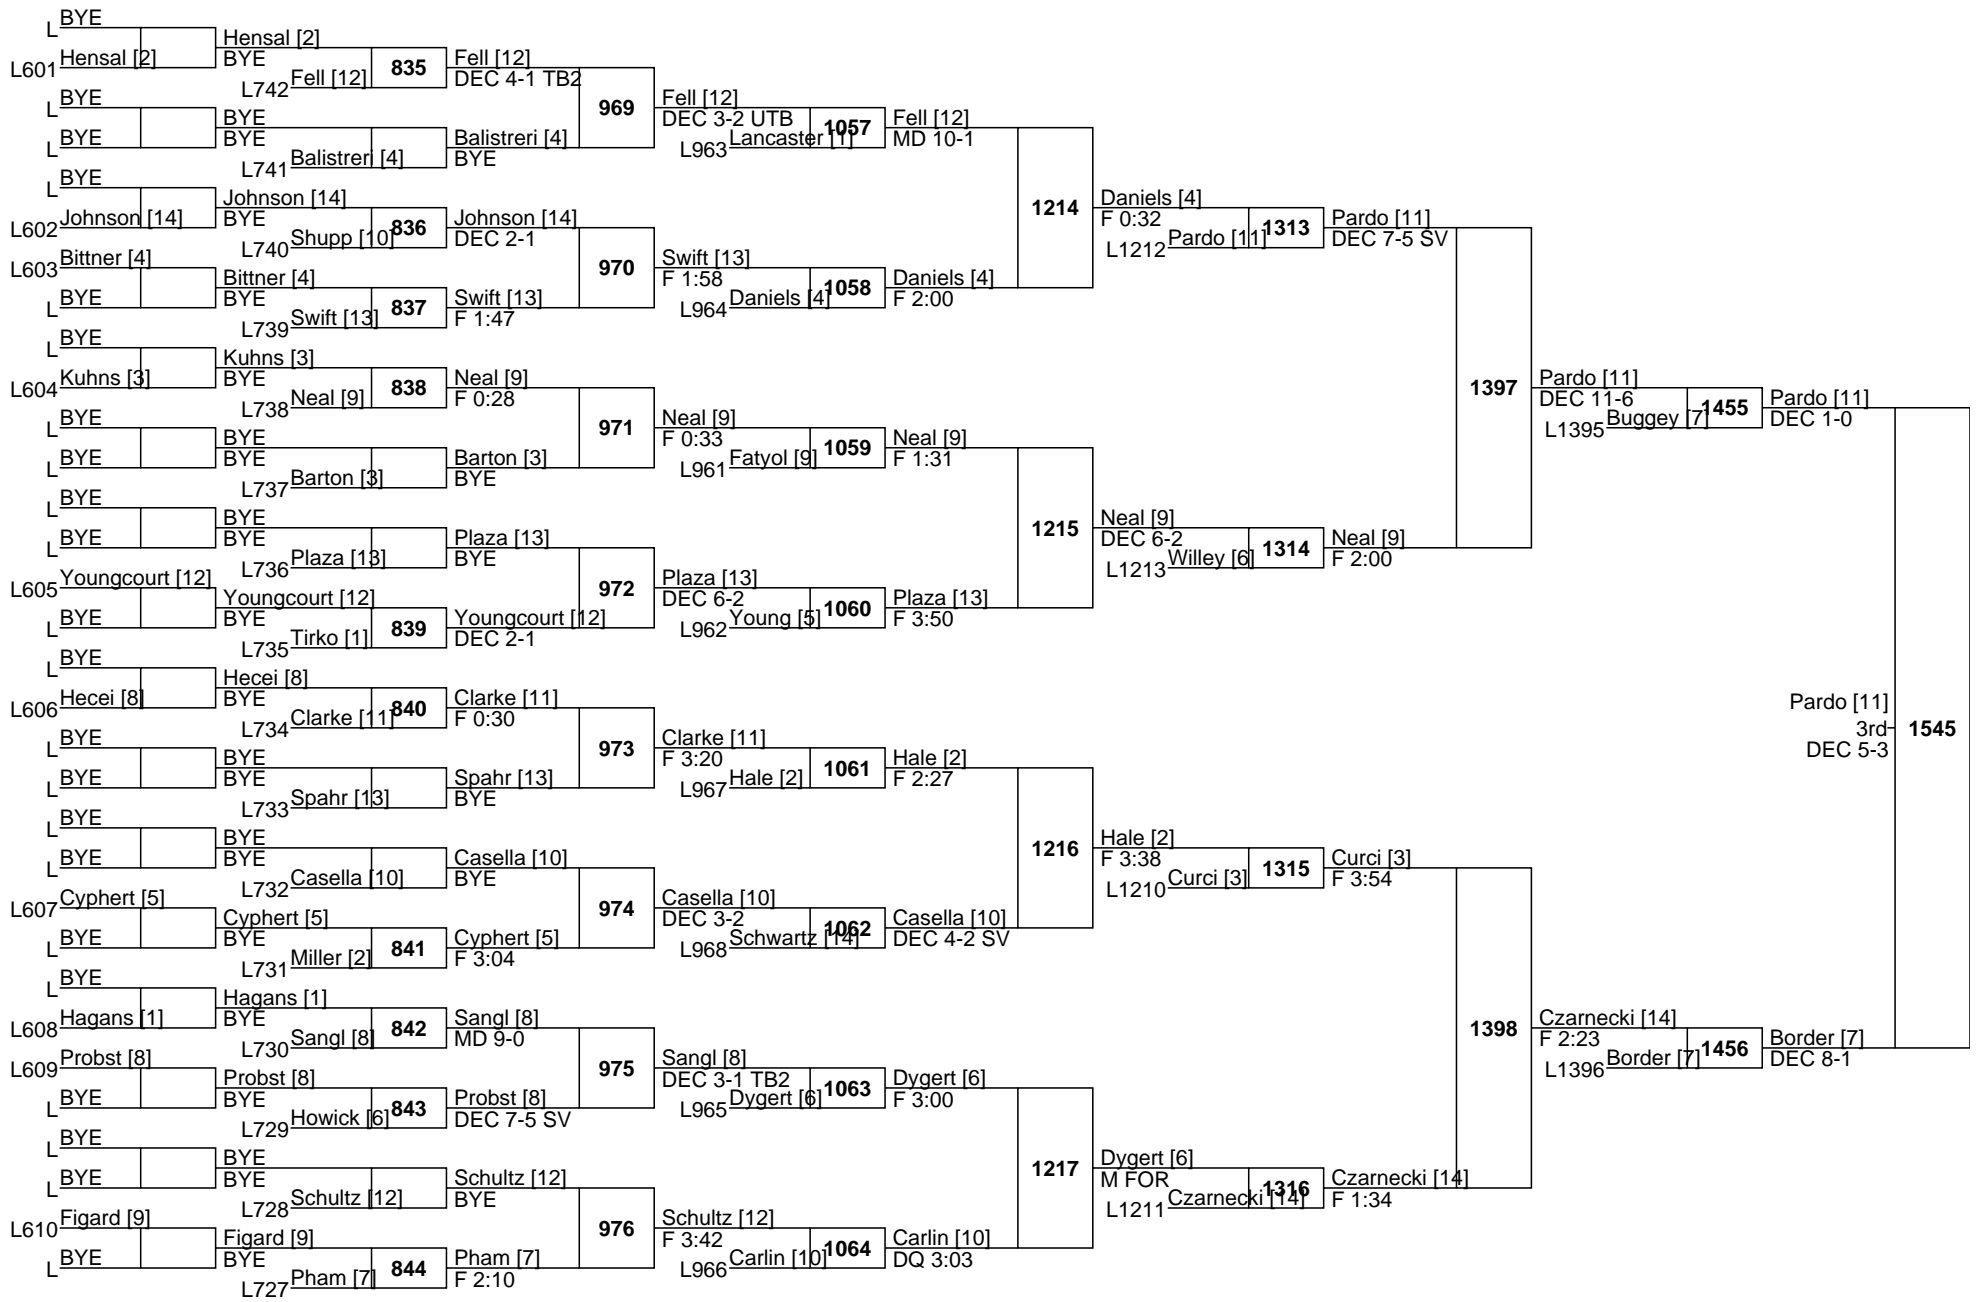 BYE
L
Hensal [2]
Hensal [2]
BYE
L601
Fell [12]
L742
835
Fell [12]
DEC 4-1 TB2
BYE
L
BYE
L
BYE
BYE
Balistreri [4]
L741
Balistreri [4]
BYE
969
Fell [12]
DEC 3-2 UTB
Lancaster [1]
L963
1057
Fell [12]
MD 10-1
BYE
L
Johnson [14]
L602
Johnson [14]
BYE
Shupp [10]
L740
836
Johnson [14]
DEC 2-1
Bittner [4]
L603
BYE
L
Bittner [4]
BYE
Swift [13]
L739
837
Swift [13]
F 1:47
970
Swift [13]
F 1:58
Daniels [4]
L964
1058
Daniels [4]
F 2:00
1214
Daniels [4]
F 0:32
Pardo [11]
L1212
1313
Pardo [11]
DEC 7-5 SV
BYE
L
Kuhns [3]
L604
Kuhns [3]
BYE
Neal [9]
L738
838
Neal [9]
F 0:28
BYE
L
BYE
L
BYE
BYE
Barton [3]
L737
Barton [3]
BYE
971
Neal [9]
F 0:33
Fatyol [9]
L961
1059
Neal [9]
F 1:31
BYE
L
BYE
L
BYE
BYE
Plaza [13]
L736
Plaza [13]
BYE
Youngcourt [12]
L605
BYE
L
Youngcourt [12]
BYE
Tirko [1]
L735
839
Youngcourt [12]
DEC 2-1
972
Plaza [13]
DEC 6-2
Young [5]
L962
1060
Plaza [13]
F 3:50
1215
Neal [9]
DEC 6-2
Willey [6]
L1213
1314
Neal [9]
F 2:00
1397
Pardo [11]
DEC 11-6
Buggey [7]
L1395
1455
Pardo [11]
DEC 1-0
BYE
L
Hecei [8]
L606
Hecei [8]
BYE
Clarke [11]
L734
840
Clarke [11]
F 0:30
BYE
L
BYE
L
BYE
BYE
Spahr [13]
L733
Spahr [13]
BYE
973
Clarke [11]
F 3:20
Hale [2]
L967
1061
Hale [2]
F 2:27
BYE
L
BYE
L
BYE
BYE
Casella [10]
L732
Casella [10]
BYE
Cyphert [5]
L607
BYE
L
Cyphert [5]
BYE
Miller [2]
L731
841
Cyphert [5]
F 3:04
974
Casella [10]
DEC 3-2
Schwartz [14]
L968
1062
Casella [10]
DEC 4-2 SV
1216
Hale [2]
F 3:38
Curci [3]
L1210
1315
Curci [3]
F 3:54
BYE
L
Hagans [1]
L608
Hagans [1]
BYE
Sangl [8]
L730
842
Sangl [8]
MD 9-0
Probst [8]
L609
BYE
L
Probst [8]
BYE
Howick [6]
L729
843
Probst [8]
DEC 7-5 SV
975
Sangl [8]
DEC 3-1 TB2
Dygert [6]
L965
1063
Dygert [6]
F 3:00
BYE
L
BYE
L
BYE
BYE
Schultz [12]
L728
Schultz [12]
BYE
Figard [9]
L610
BYE
L
Figard [9]
BYE
Pham [7]
L727
844
Pham [7]
F 2:10
976
Schultz [12]
F 3:42
Carlin [10]
L966
1064
Carlin [10]
DQ 3:03
1217
Dygert [6]
M FOR
Czarnecki [14]
L1211
1316
Czarnecki [14]
F 1:34
1398
Czarnecki [14]
F 2:23
Border [7]
L1396
1456
Border [7]
DEC 8-1
Pardo [11]
3rd
DEC 5-3
1545